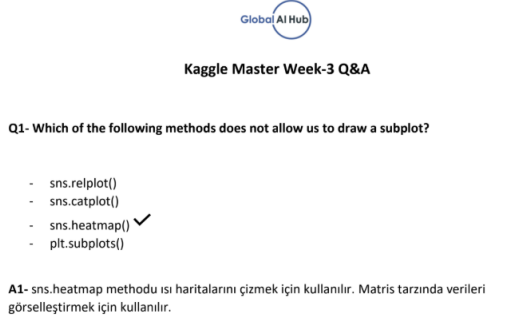 Global AI Hub
Kaggle Master Week-3 Q&A
Q1- Which of the following methods does not allow us to draw a subplot?
- sns.relplot()
- sns.catplot()
- sns.heatmap() ✓
- plt.subplots()
A1- sns.heatmap methodu ısı haritalarını çizmek için kullanılır. Matris tarzında verileri
görselleştirmek için kullanılır.